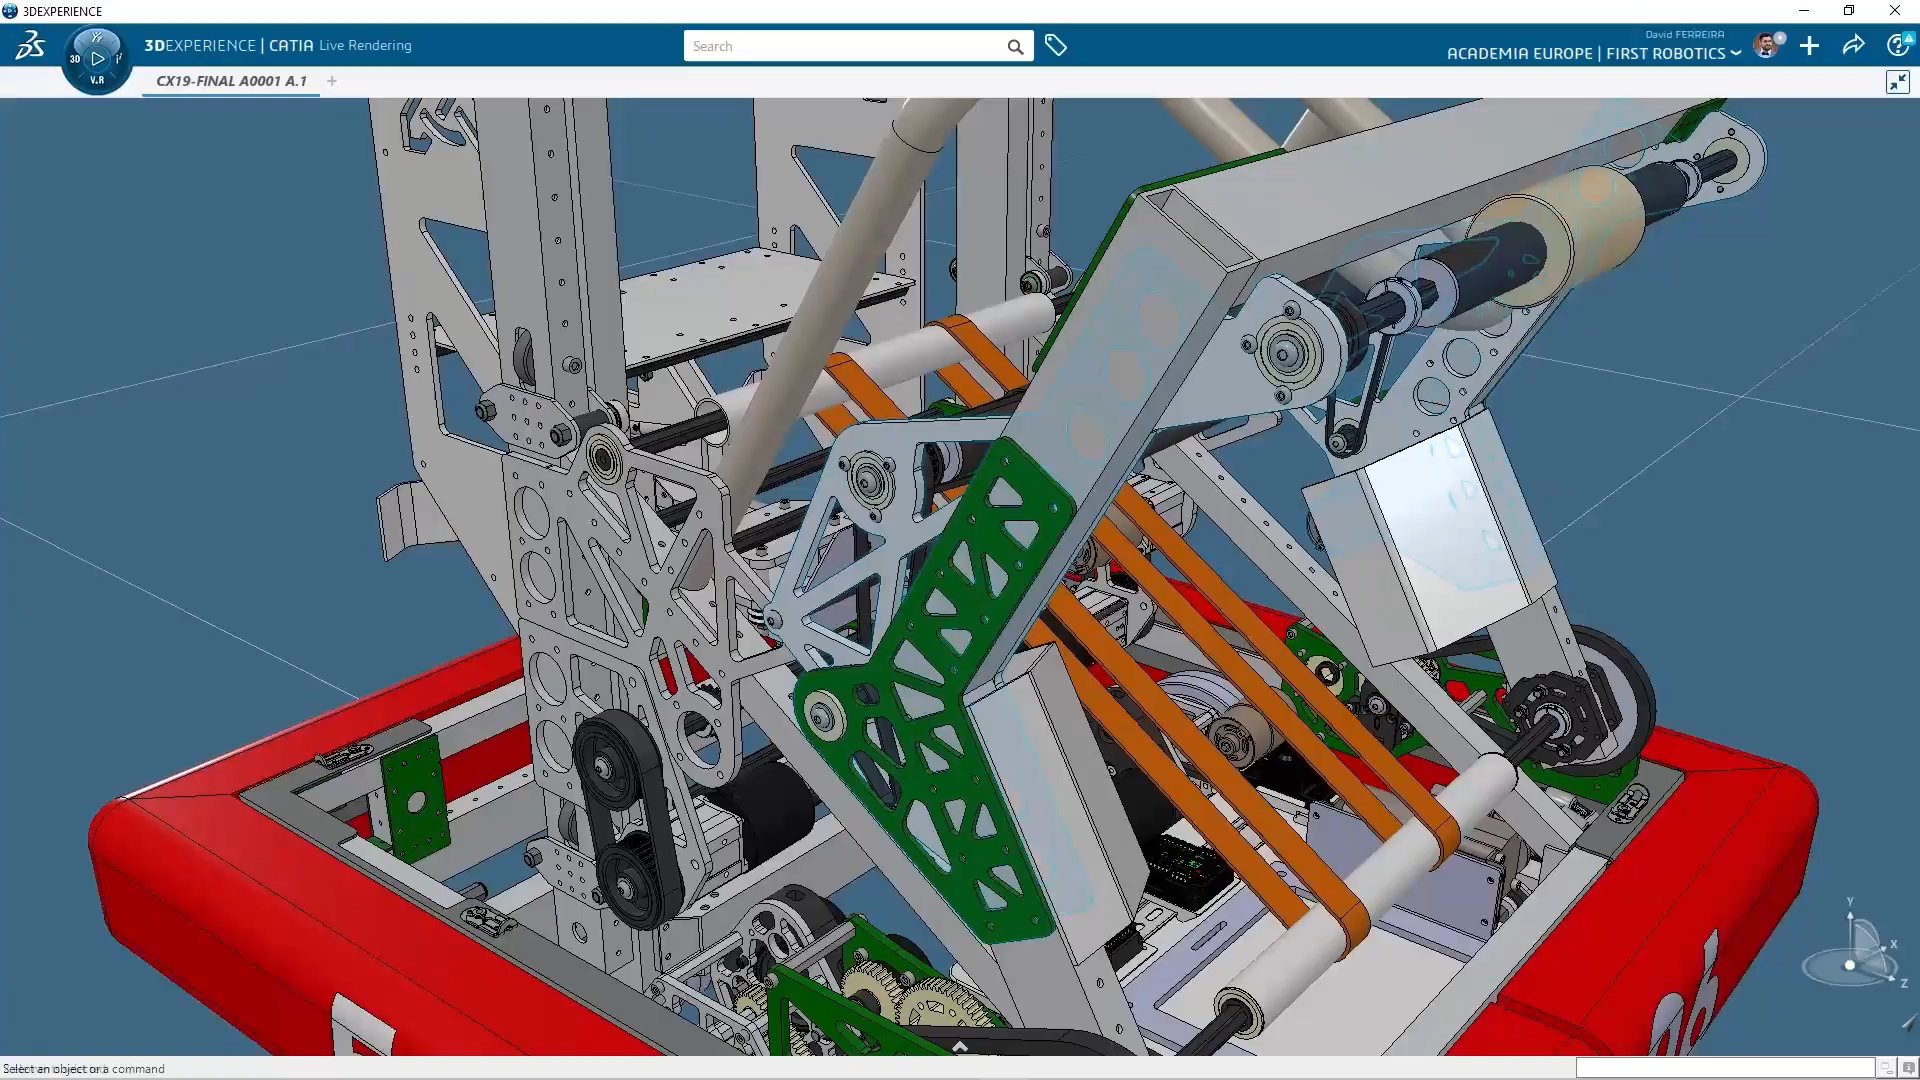 3DEXPERIENCE
3DEXPERIENCE | CATIA Live Rendering
Search
David FERREIRA
ACADEMIA EUROPE | FIRST ROBOTICS
3D
V.R
CX19-FINAL A0001 A.1
Y
X
Z
Select an object or a command